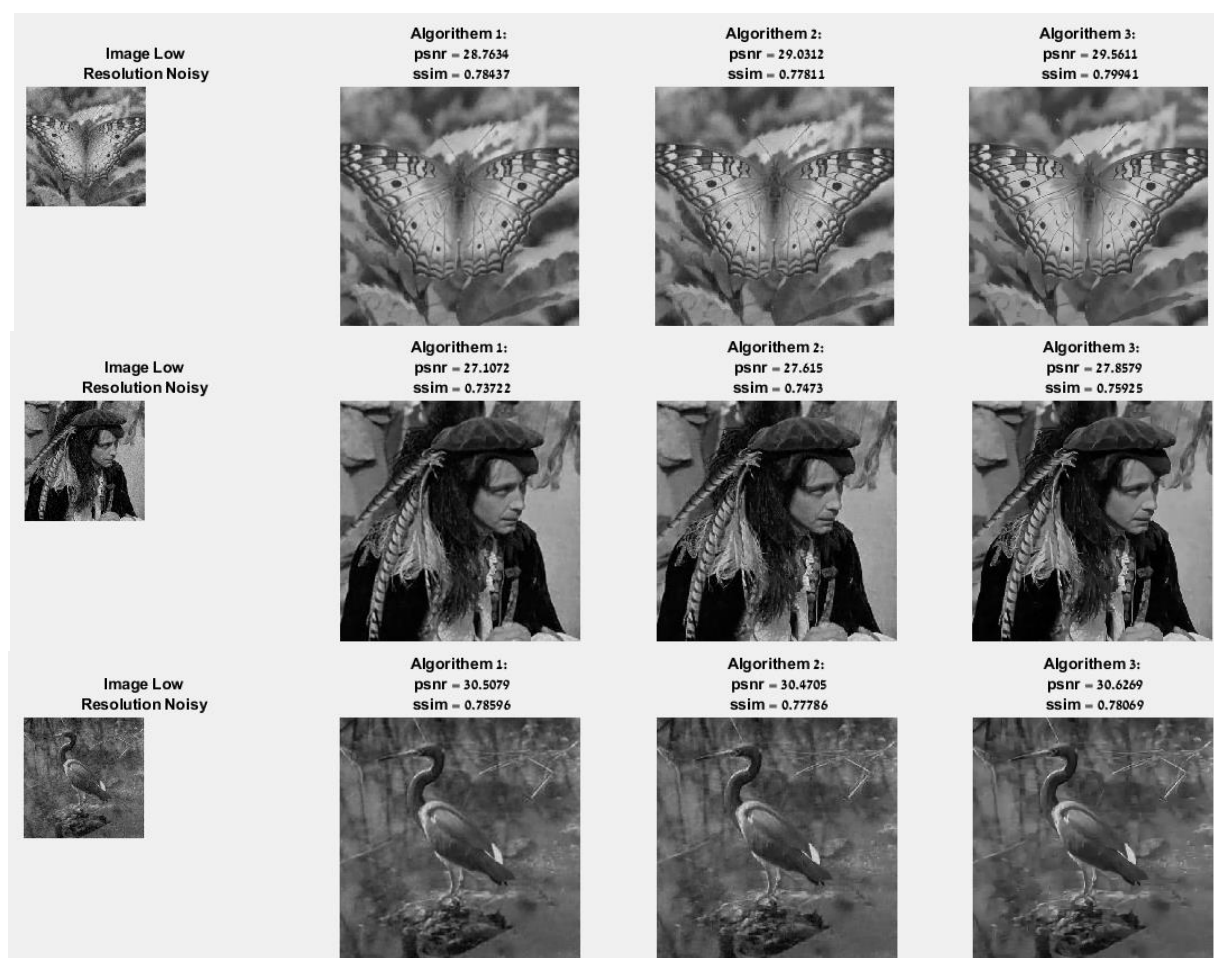 Image Low
Resolution Noisy
Algorithem 1:
psnr = 28.7634
ssim = 0.78437
Algorithem 2:
psnr = 29.0312
ssim = 0.77811
Algorithem 3:
psnr = 29.5611
ssim = 0.79941
Image Low
Resolution Noisy
Algorithem 1:
psnr = 27.1072
ssim = 0.73722
Algorithem 2:
psnr = 27.615
ssim = 0.7473
Algorithem 3:
psnr = 27.8579
ssim = 0.75925
Image Low
Resolution Noisy
Algorithem 1:
psnr = 30.5079
ssim = 0.78596
Algorithem 2:
psnr = 30.4705
ssim = 0.77786
Algorithem 3:
psnr = 30.6269
ssim = 0.78069